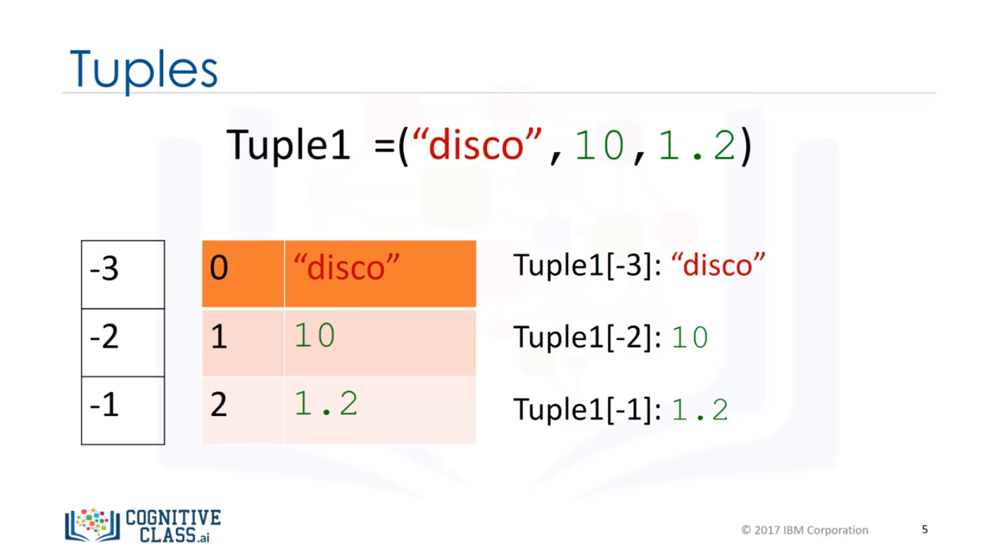 Tuples
Tuple1 =(“disco”,10,1.2)
-3 0 “disco” Tuple1[-3]: “disco”
-2 1 10 Tuple1[-2]: 10
-1 2 1.2 Tuple1[-1]: 1.2
COGNITIVE
CLASS.ai
© 2017 IBM Corporation 5